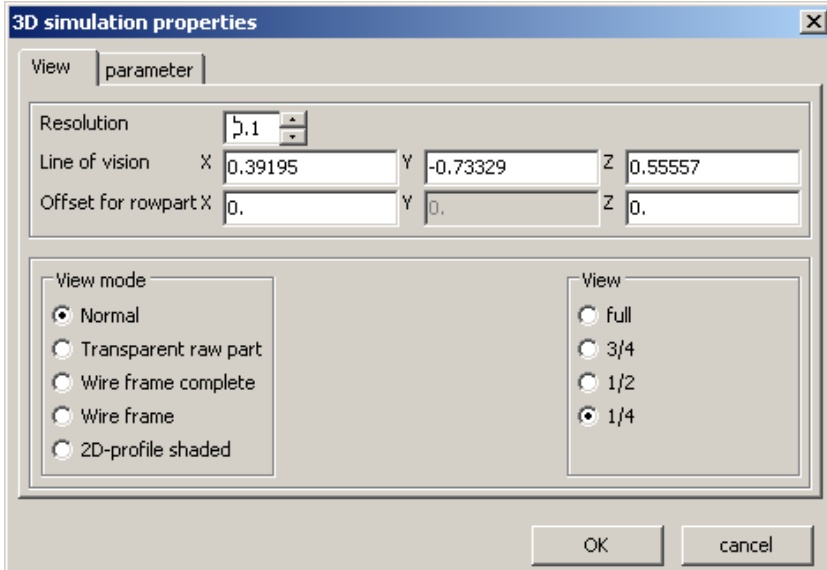 3D simulation properties
View parameter
Resolution 0.1
Line of vision X 0.39195 Y -0.73329 Z 0.55557
Offset for rowpart X 0. Y 0. Z 0.
View mode
Normal
Transparent raw part
Wire frame complete
Wire frame
2D-profile shaded
View
full
3/4
1/2
1/4
OK cancel